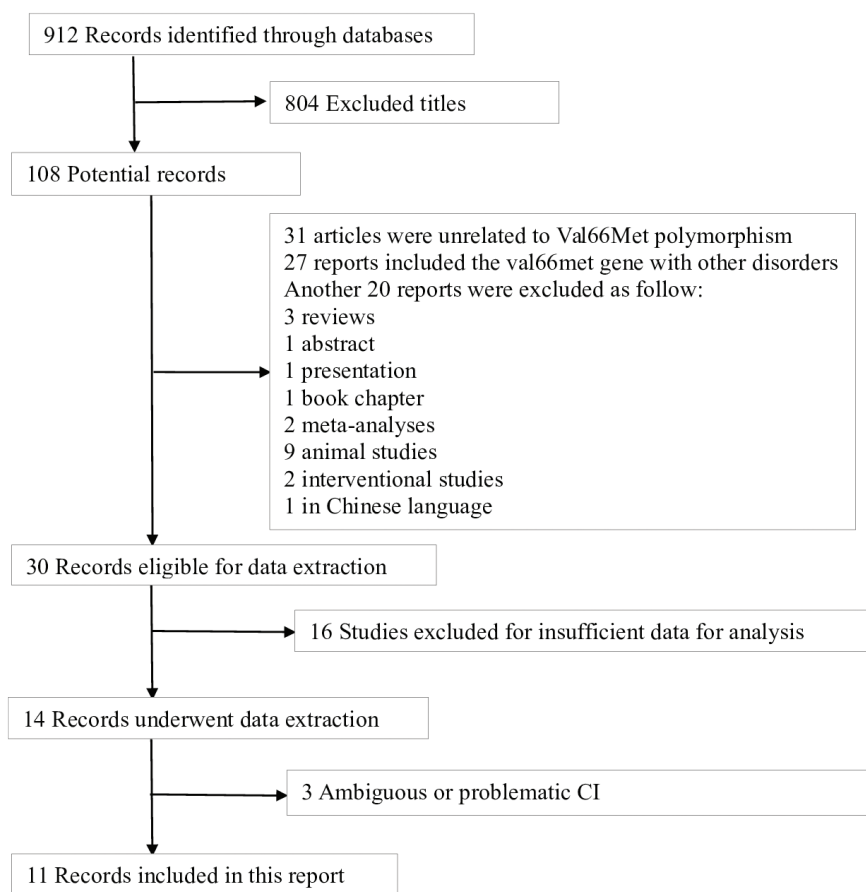 912 Records identified through databases
804 Excluded titles
108 Potential records
31 articles were unrelated to Val66Met polymorphism
27 reports included the val66met gene with other disorders
Another 20 reports were excluded as follow:
3 reviews
1 abstract
1 presentation
1 book chapter
2 meta-analyses
9 animal studies
2 interventional studies
1 in Chinese language
30 Records eligible for data extraction
16 Studies excluded for insufficient data for analysis
14 Records underwent data extraction
3 Ambiguous or problematic CI
11 Records included in this report